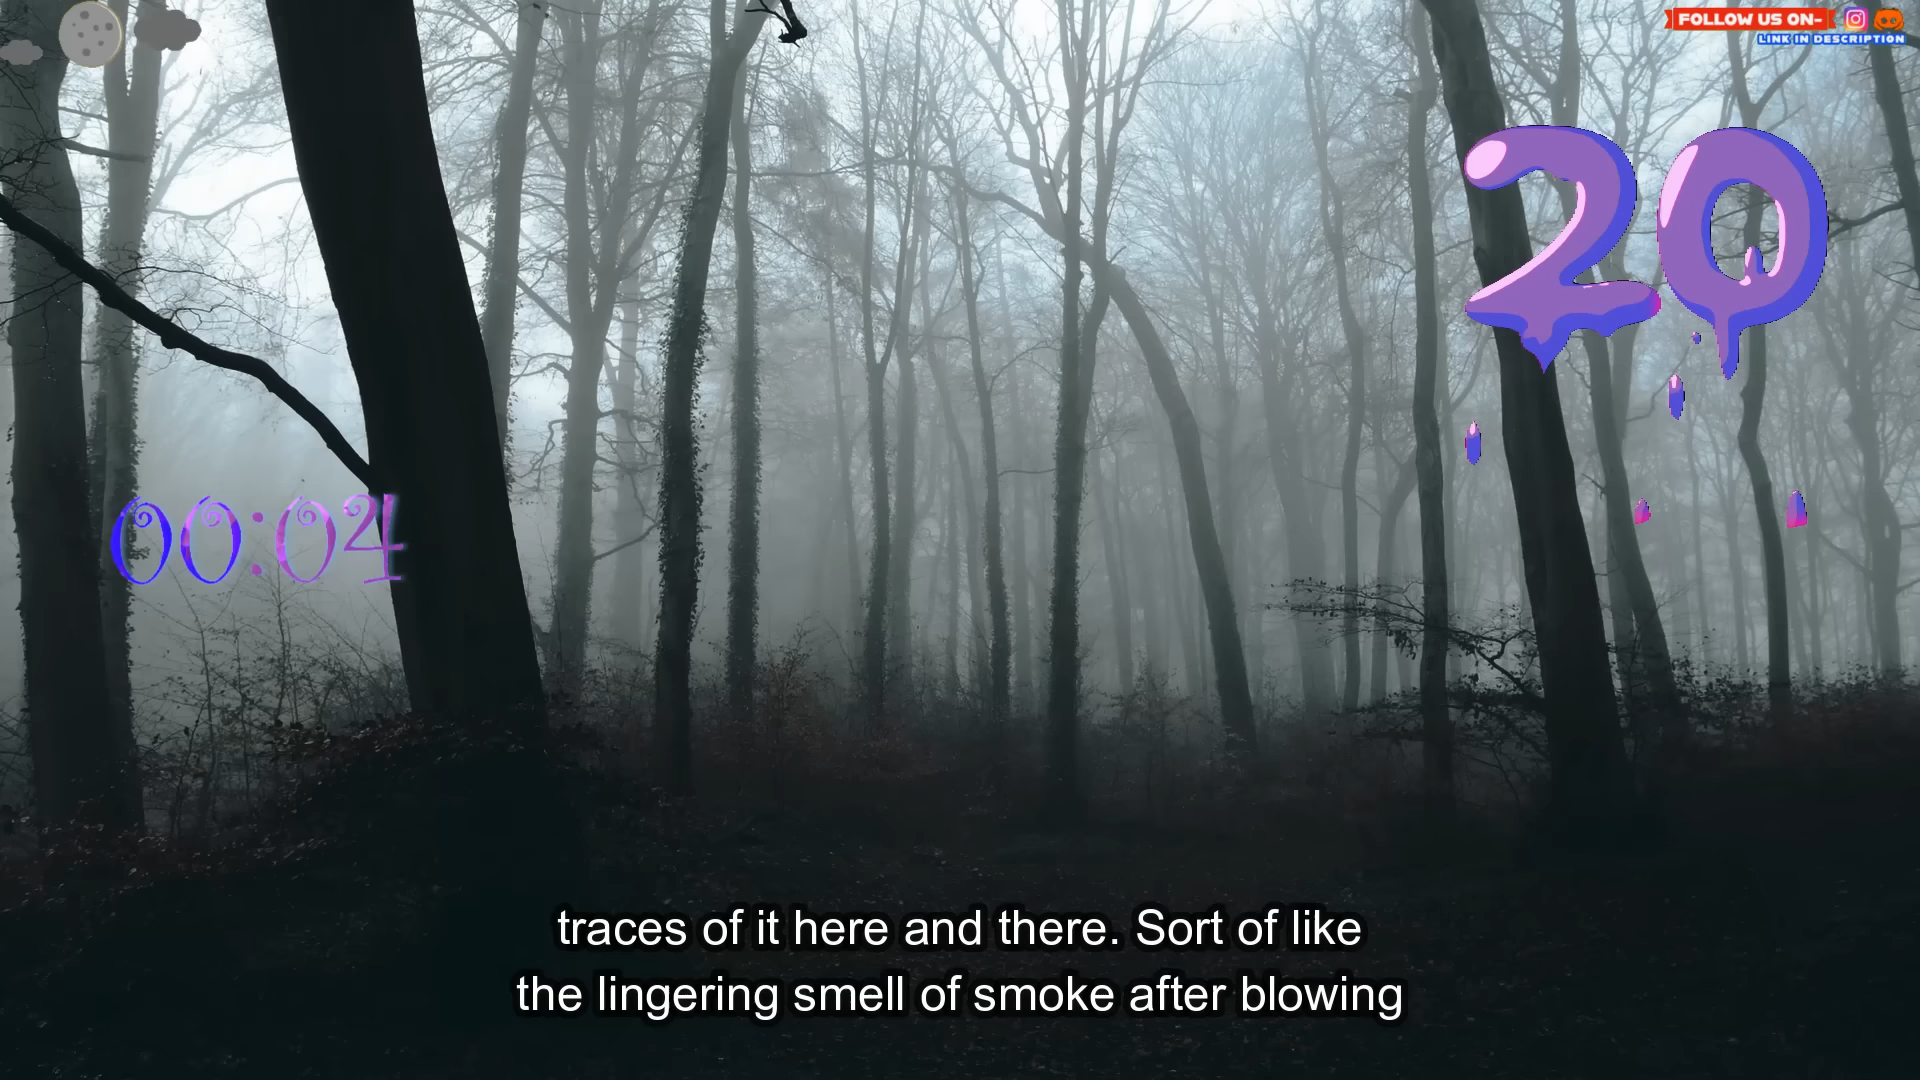 FOLLOW US ON-
LINK IN DESCRIPTION
20
00:04
traces of it here and there. Sort of like
the lingering smell of smoke after blowing